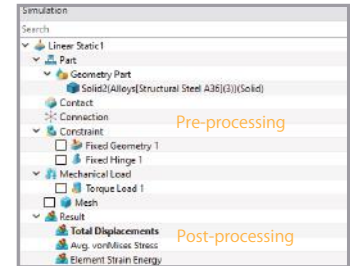 Simulation
Search
Linear Static1
Part
Geometry Part
Solid2(Alloys[Structural Steel A36](3))(Solid)
Contact
Connection
Pre-processing
Constraint
Fixed Geometry 1
Fixed Hinge 1
Mechanical Load
Torque Load 1
Mesh
Result
Total Displacements
Post-processing
Avg. vonMises Stress
Element Strain Energy